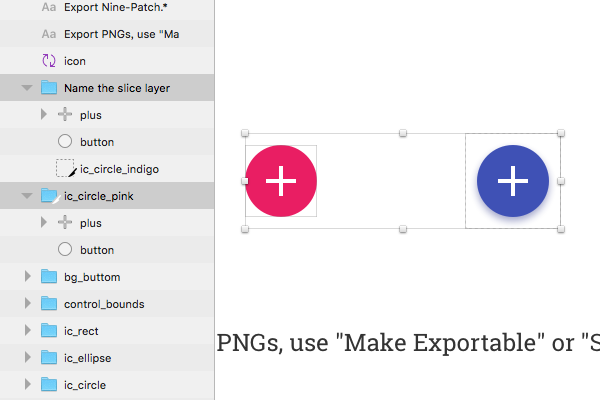 Aa Export Nine-Patch.*
Aa Export PNGs, use "Ma
icon
Name the slice layer
plus
button
ic_circle_indigo
ic_circle_pink
plus
button
bg_buttom
control_bounds
ic_rect
ic_ellipse
ic_circle
PNGs, use "Make Exportable" or "S